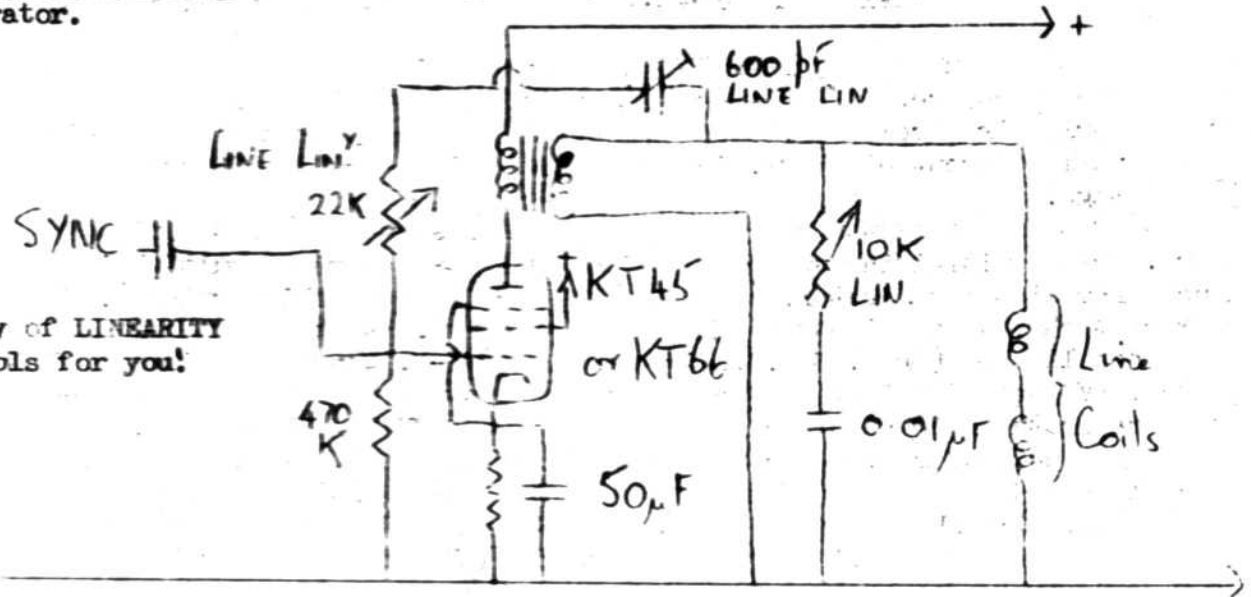 rator.
+
600 pF
LINE LIN
LINE LINY
22K
SYNC
10K
LIN.
KT45
or KT66
y of LINEARITY
ols for you!
Line
Coils
470
K
0.01μF
50μF